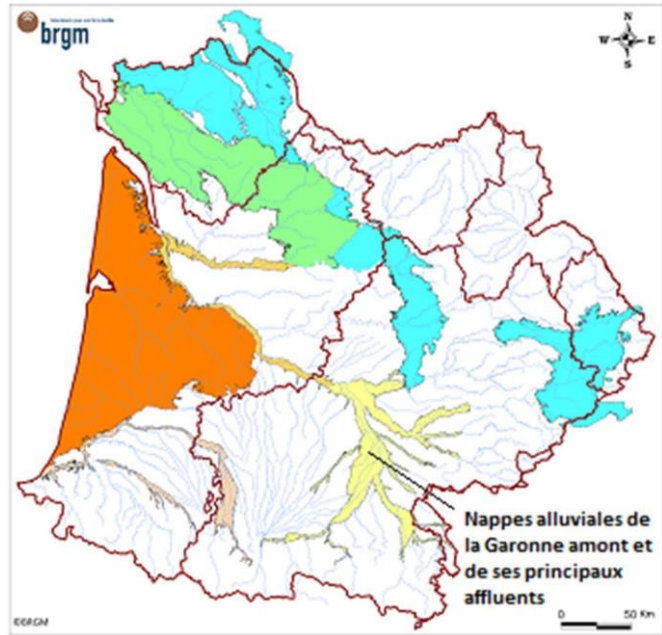 brgm
N
W E
S
Nappes alluviales de
la Garonne amont et
de ses principaux
affluents
©BRGM
0 50 Km